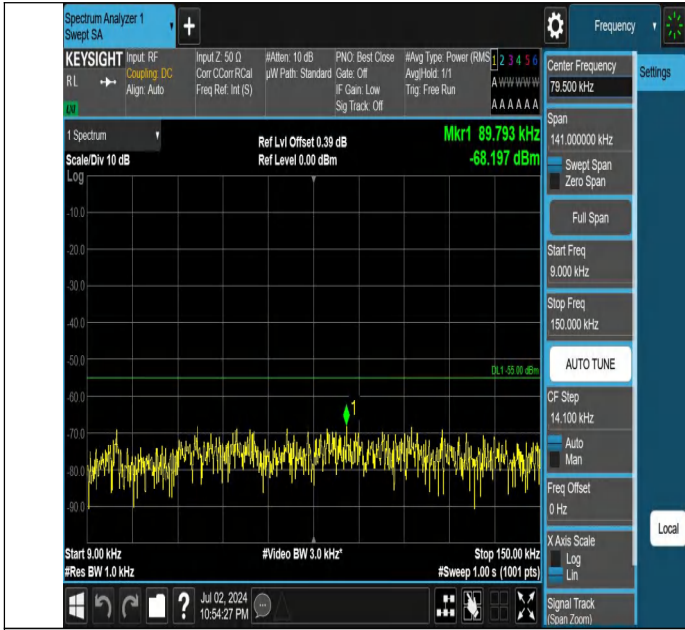 Spectrum Analyzer 1
Swept SA
+
Frequency
KEYSIGHT
RL
Input: RF
Coupling: DC
Align: Auto
Input Z: 50 Ω
Corr CCorr RCal
Freq Ref: Int (S)
#Atten: 10 dB
µW Path: Standard
PNO: Best Close
Gate: Off
IF Gain: Low
Sig Track: Off
#Avg Type: Power (RMS
Avg|Hold: 1/1
Trig: Free Run
1 2 3 4 5 6
A W W W W W
A A A A A A
1 Spectrum
Scale/Div 10 dB
Log
Ref Lvl Offset 0.39 dB
Ref Level 0.00 dBm
Mkr1 89.793 kHz
-68.197 dBm
-10.0
-20.0
-30.0
-40.0
-50.0
DL1 -55.00 dBm
1
-70.0
-80.0
-90.0
Start 9.00 kHz
#Res BW 1.0 kHz
#Video BW 3.0 kHz*
Stop 150.00 kHz
#Sweep 1.00 s (1001 pts)
?
Jul 02, 2024
10:54:27 PM
Center Frequency
79.500 kHz
Settings
Span
141.000000 kHz
Swept Span
Zero Span
Full Span
Start Freq
9.000 kHz
Stop Freq
150.000 kHz
AUTO TUNE
CF Step
14.100 kHz
Auto
Man
Freq Offset
0 Hz
X Axis Scale
Log
Lin
Local
Signal Track
(Span Zoom)